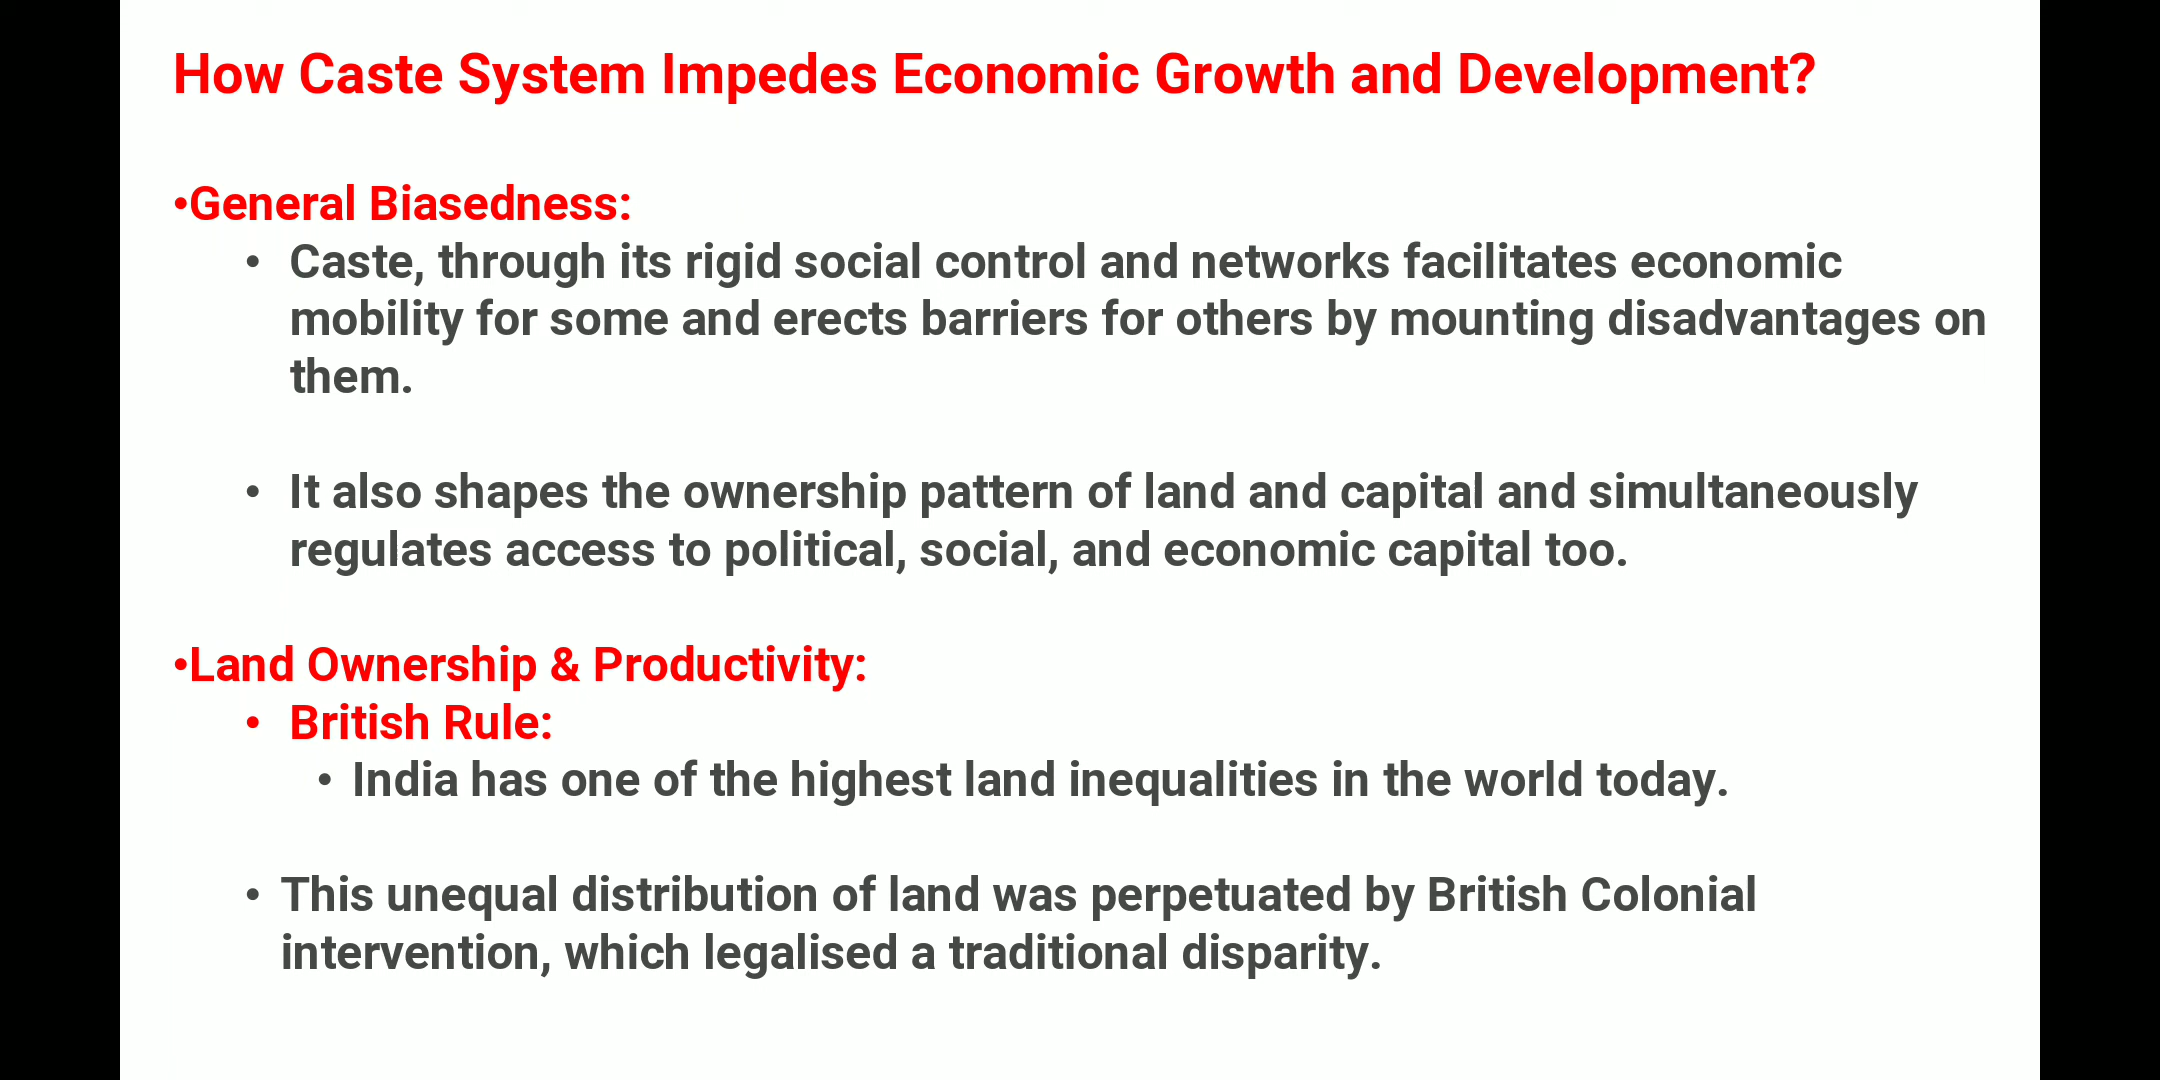 How Caste System Impedes Economic Growth and Development?
•General Biasedness:
• Caste, through its rigid social control and networks facilitates economic
mobility for some and erects barriers for others by mounting disadvantages on
them.
• It also shapes the ownership pattern of land and capital and simultaneously
regulates access to political, social, and economic capital too.
•Land Ownership & Productivity:
• British Rule:
• India has one of the highest land inequalities in the world today.
• This unequal distribution of land was perpetuated by British Colonial
intervention, which legalised a traditional disparity.